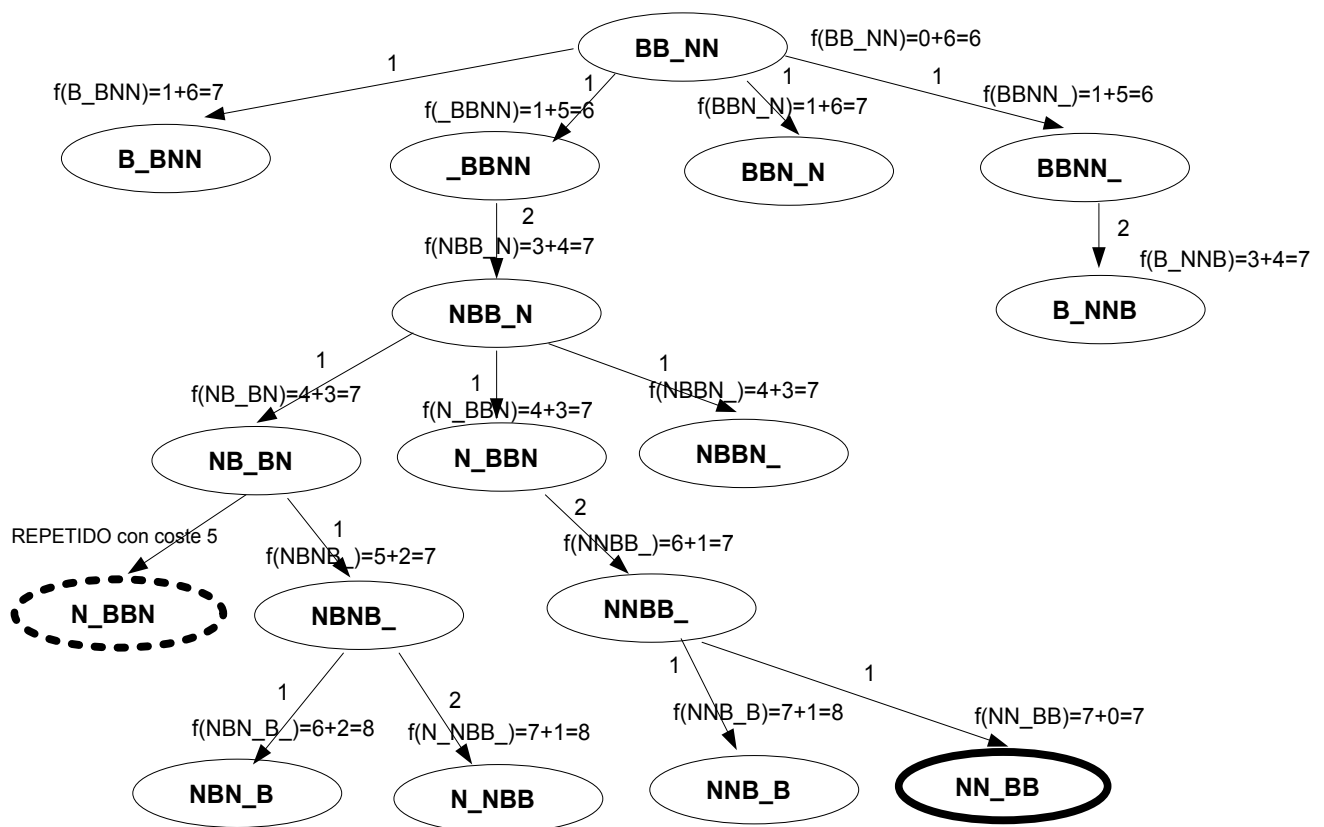 BB_NN
f(BB_NN)=0+6=6
1
1
1
1
f(B_BNN)=1+6=7
f(_BBNN)=1+5=6
f(BBN_N)=1+6=7
f(BBNN_)=1+5=6
B_BNN
_BBNN
BBN_N
BBNN_
2
2
f(NBB_N)=3+4=7
f(B_NNB)=3+4=7
NBB_N
B_NNB
1
1
1
f(NB_BN)=4+3=7
f(N_BBN)=4+3=7
f(NBBN_)=4+3=7
NB_BN
N_BBN
NBBN_
REPETIDO con coste 5
1
2
f(NBNB_)=5+2=7
f(NNBB_)=6+1=7
N_BBN
NBNB_
NNBB_
1
2
1
1
f(NBN_B_)=6+2=8
f(N_NBB_)=7+1=8
f(NNB_B)=7+1=8
f(NN_BB)=7+0=7
NBN_B
N_NBB
NNB_B
NN_BB